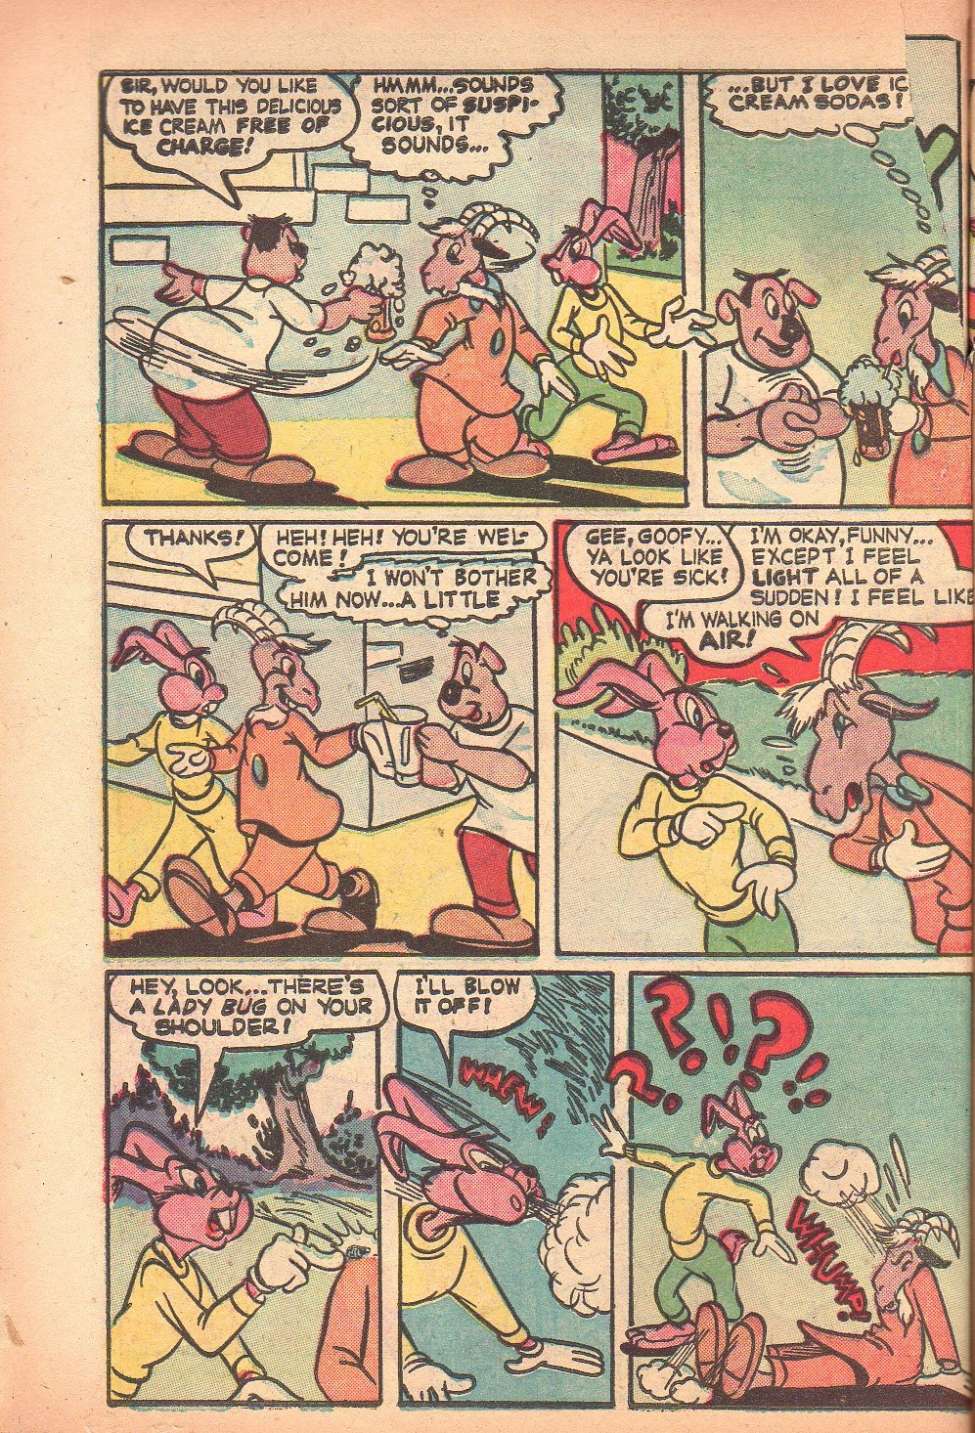 SIR, WOULD YOU LIKE
TO HAVE THIS DELICIOUS
ICE CREAM FREE OF
CHARGE!
HMMM...SOUNDS
SORT OF SUSPI-
CIOUS, IT
SOUNDS...
...BUT I LOVE IC
CREAM SODAS!
THANKS!
HEH! HEH! YOU'RE WEL-
COME!
I WON'T BOTHER
HIM NOW...A LITTLE
GEE, GOOFY...
YA LOOK LIKE
YOU'RE SICK!
I'M OKAY, FUNNY...
EXCEPT I FEEL
LIGHT ALL OF A
SUDDEN! I FEEL LIKE
I'M WALKING ON
AIR!
HEY, LOOK...THERE'S
A LADY BUG ON YOUR
SHOULDER!
I'LL BLOW
IT OFF!
WHEW!
?!?!
?!!
WHUMP!